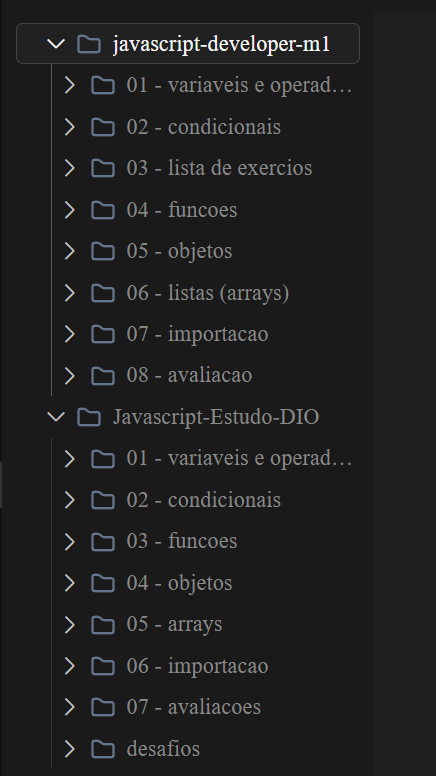 javascript-developer-m1
01 - variaveis e operad...
02 - condicionais
03 - lista de exercios
04 - funcoes
05 - objetos
06 - listas (arrays)
07 - importacao
08 - avaliacao
Javascript-Estudo-DIO
01 - variaveis e operad...
02 - condicionais
03 - funcoes
04 - objetos
05 - arrays
06 - importacao
07 - avaliacoes
desafios